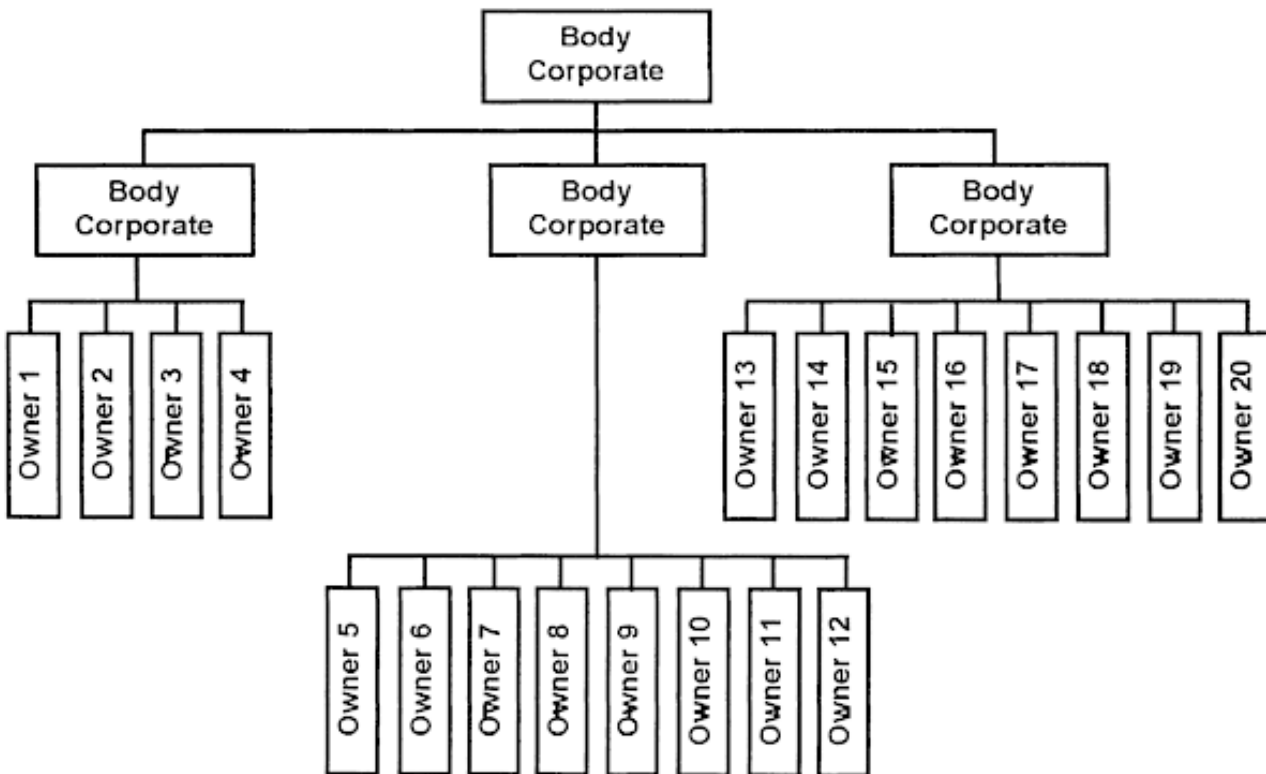 Body
Corporate
Body
Corporate
Body
Corporate
Body
Corporate
Owner 1
Owner 2
Owner 3
Owner 4
Owner 13
Owner 14
Owner 15
Owner 16
Owner 17
Owner 18
Owner 19
Owner 20
Owner 5
Owner 6
Owner 7
Owner 8
Owner 9
Owner 10
Owner 11
Owner 12